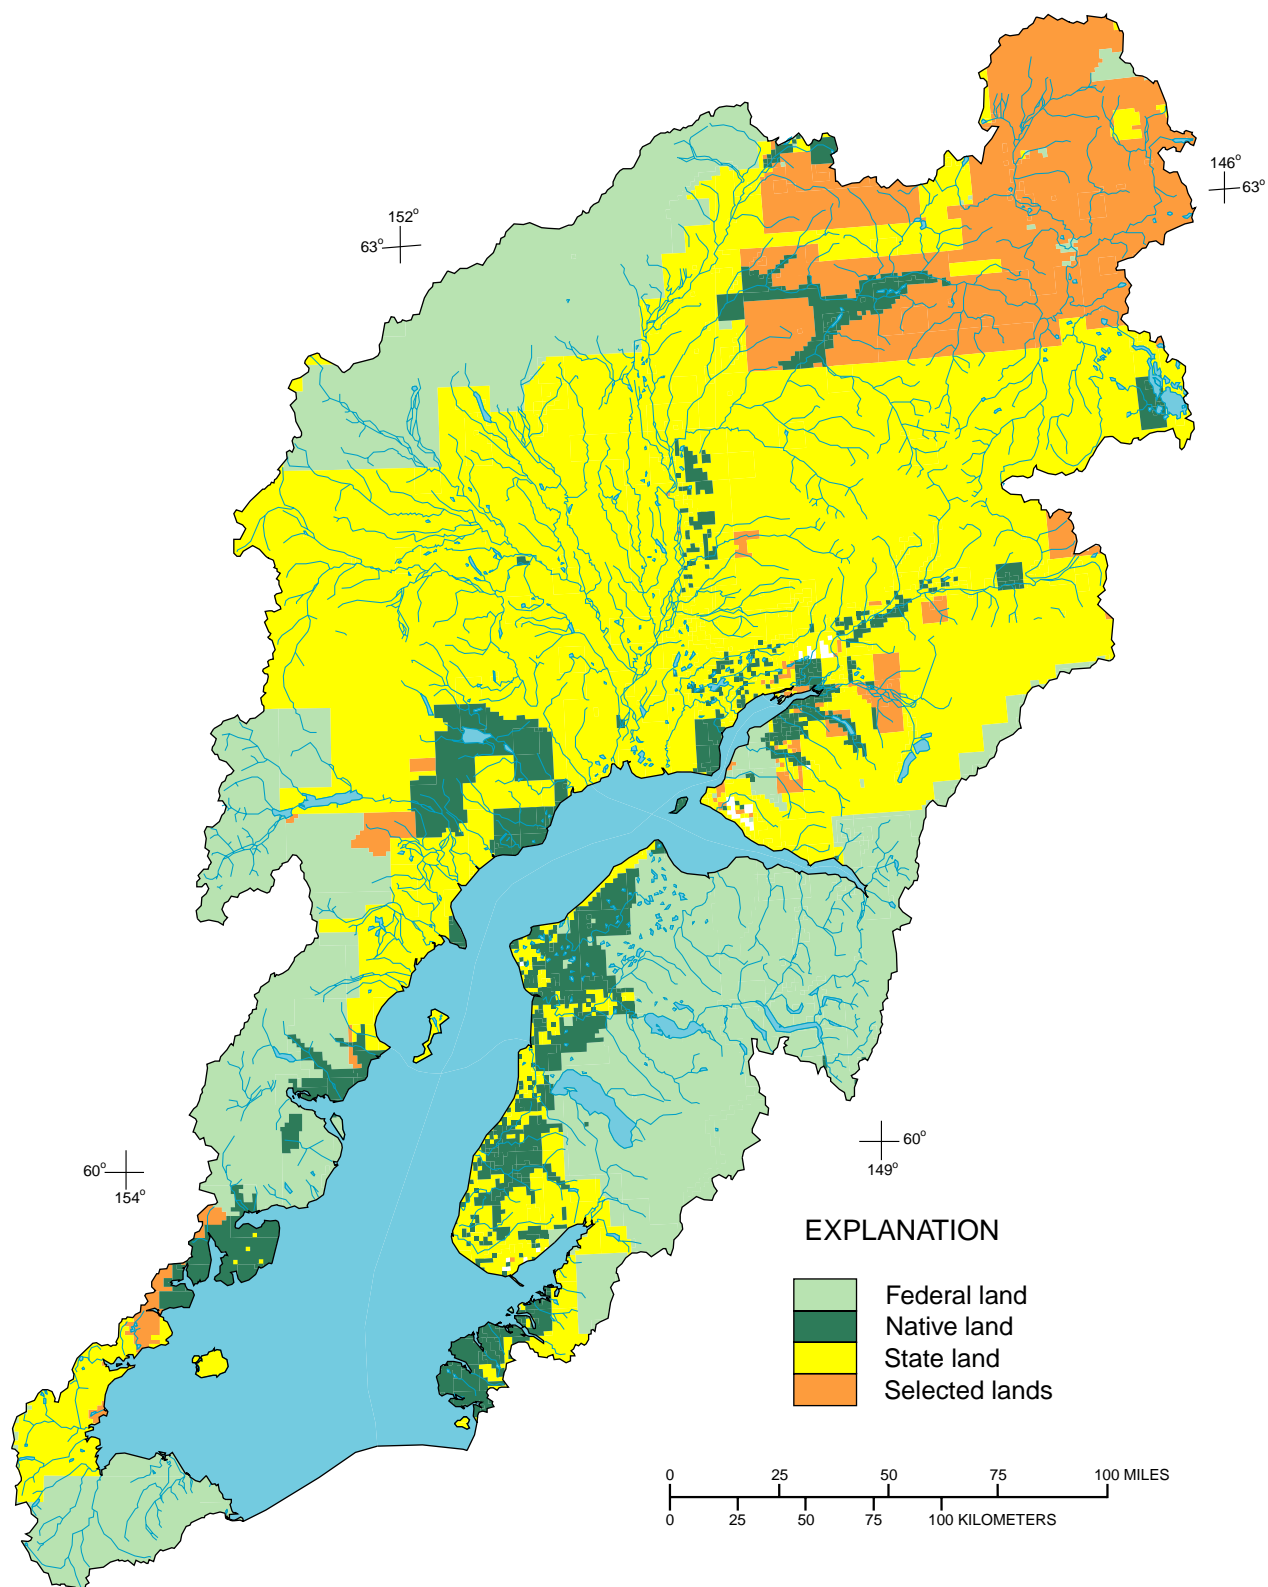 146°
63°
152°
63°
60°
149°
60°
154°
EXPLANATION
Federal land
Native land
State land
Selected lands
0 25 50 75 100 MILES
0 25 50 75 100 KILOMETERS